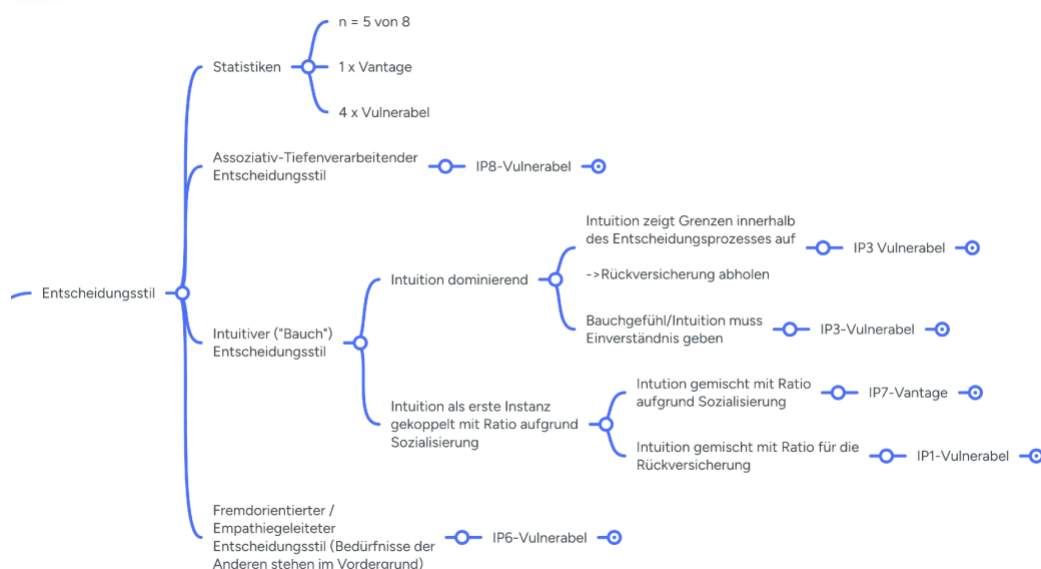 n = 5 von 8
Statistiken
1 x Vantage
4 x Vulnerabel
Assoziativ-Tiefenverarbeitender
Entscheidungsstil
IP8-Vulnerabel
Intuition zeigt Grenzen innerhalb
des Entscheidungsprozesses auf
->Rückversicherung abholen
IP3 Vulnerabel
Intuition dominierend
Entscheidungsstil
Bauchgefühl/Intuition muss
Einverständnis geben
IP3-Vulnerabel
Intuitiver ("Bauch")
Entscheidungsstil
Intution gemischt mit Ratio
aufgrund Sozialisierung
IP7-Vantage
Intuition als erste Instanz
gekoppelt mit Ratio aufgrund
Sozialisierung
Intuition gemischt mit Ratio für die
Rückversicherung
IP1-Vulnerabel
Fremdorientierter /
Empathiegeleiteter
Entscheidungsstil (Bedürfnisse der
Anderen stehen im Vordergrund)
IP6-Vulnerabel